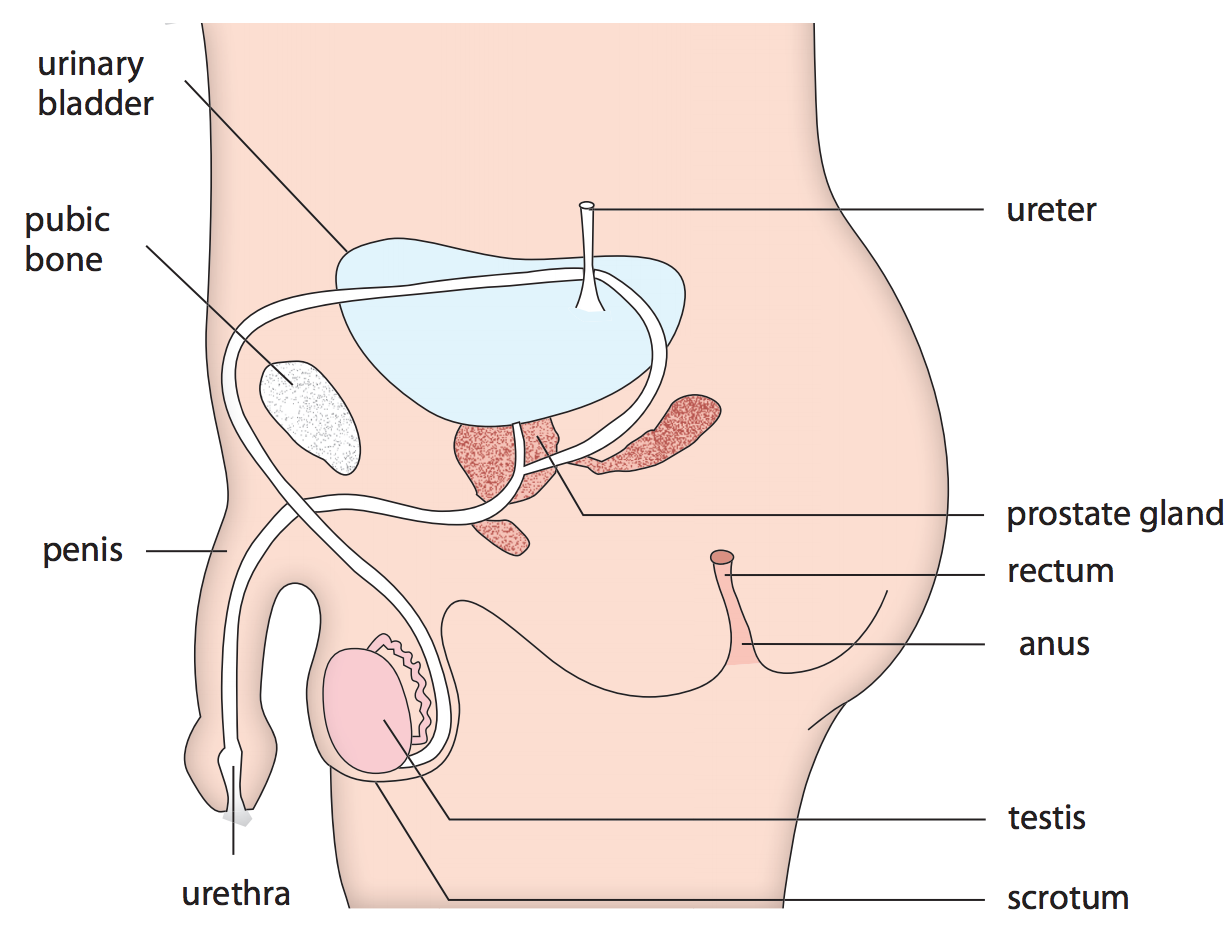 urinary
bladder
pubic
bone
penis
urethra
ureter
prostate gland
rectum
anus
testis
scrotum